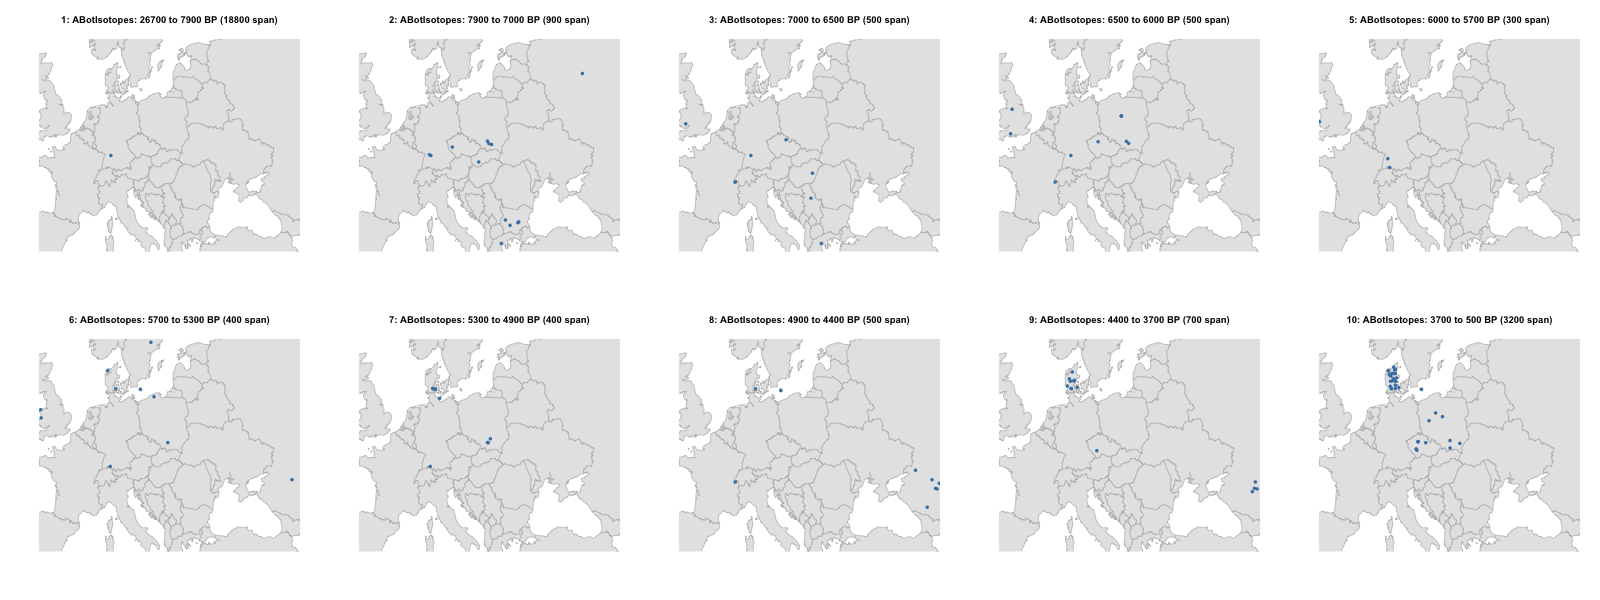 1: ABotIsotopes: 26700 to 7900 BP (18800 span)
2: ABotIsotopes: 7900 to 7000 BP (900 span)
3: ABotIsotopes: 7000 to 6500 BP (500 span)
4: ABotIsotopes: 6500 to 6000 BP (500 span)
5: ABotIsotopes: 6000 to 5700 BP (300 span)
6: ABotIsotopes: 5700 to 5300 BP (400 span)
7: ABotIsotopes: 5300 to 4900 BP (400 span)
8: ABotIsotopes: 4900 to 4400 BP (500 span)
9: ABotIsotopes: 4400 to 3700 BP (700 span)
10: ABotIsotopes: 3700 to 500 BP (3200 span)